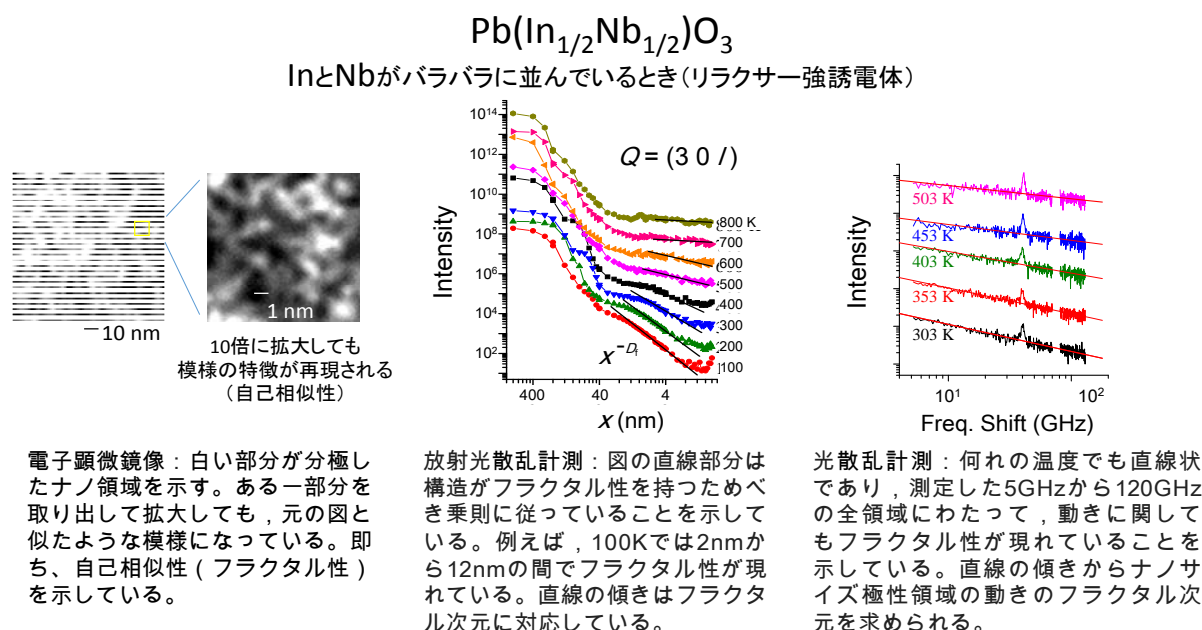 Pb(In1/2Nb1/2)O3
InとNbがバラバラに並んでいるとき(リラクサー強誘電体)
10 nm
1 nm
10倍に拡大しても
模様の特徴が再現される
(自己相似性)
10^14
10^12
10^10
10^8
10^6
10^4
10^2
Intensity
Q = (3 0 l)
800 K
700
600
500
400
300
200
100
x^-Df
400
40
4
x (nm)
Intensity
503 K
453 K
403 K
353 K
303 K
10^1
10^2
Freq. Shift (GHz)
電子顕微鏡像:白い部分が分極し
たナノ領域を示す。ある一部分を
取り出して拡大しても,元の図と
似たような模様になっている。即
ち、自己相似性(フラクタル性)
を示している。
放射光散乱計測:図の直線部分は
構造がフラクタル性を持つためべ
き乗則に従っていることを示して
いる。例えば,100Kでは2nmか
ら12nmの間でフラクタル性が現
れている。直線の傾きはフラクタ
ル次元に対応している。
光散乱計測:何れの温度でも直線状
であり,測定した5GHzから120GHz
の全領域にわたって,動きに関して
もフラクタル性が現れていることを
示している。直線の傾きからナノサ
イズ極性領域の動きのフラクタル次
元を求められる。